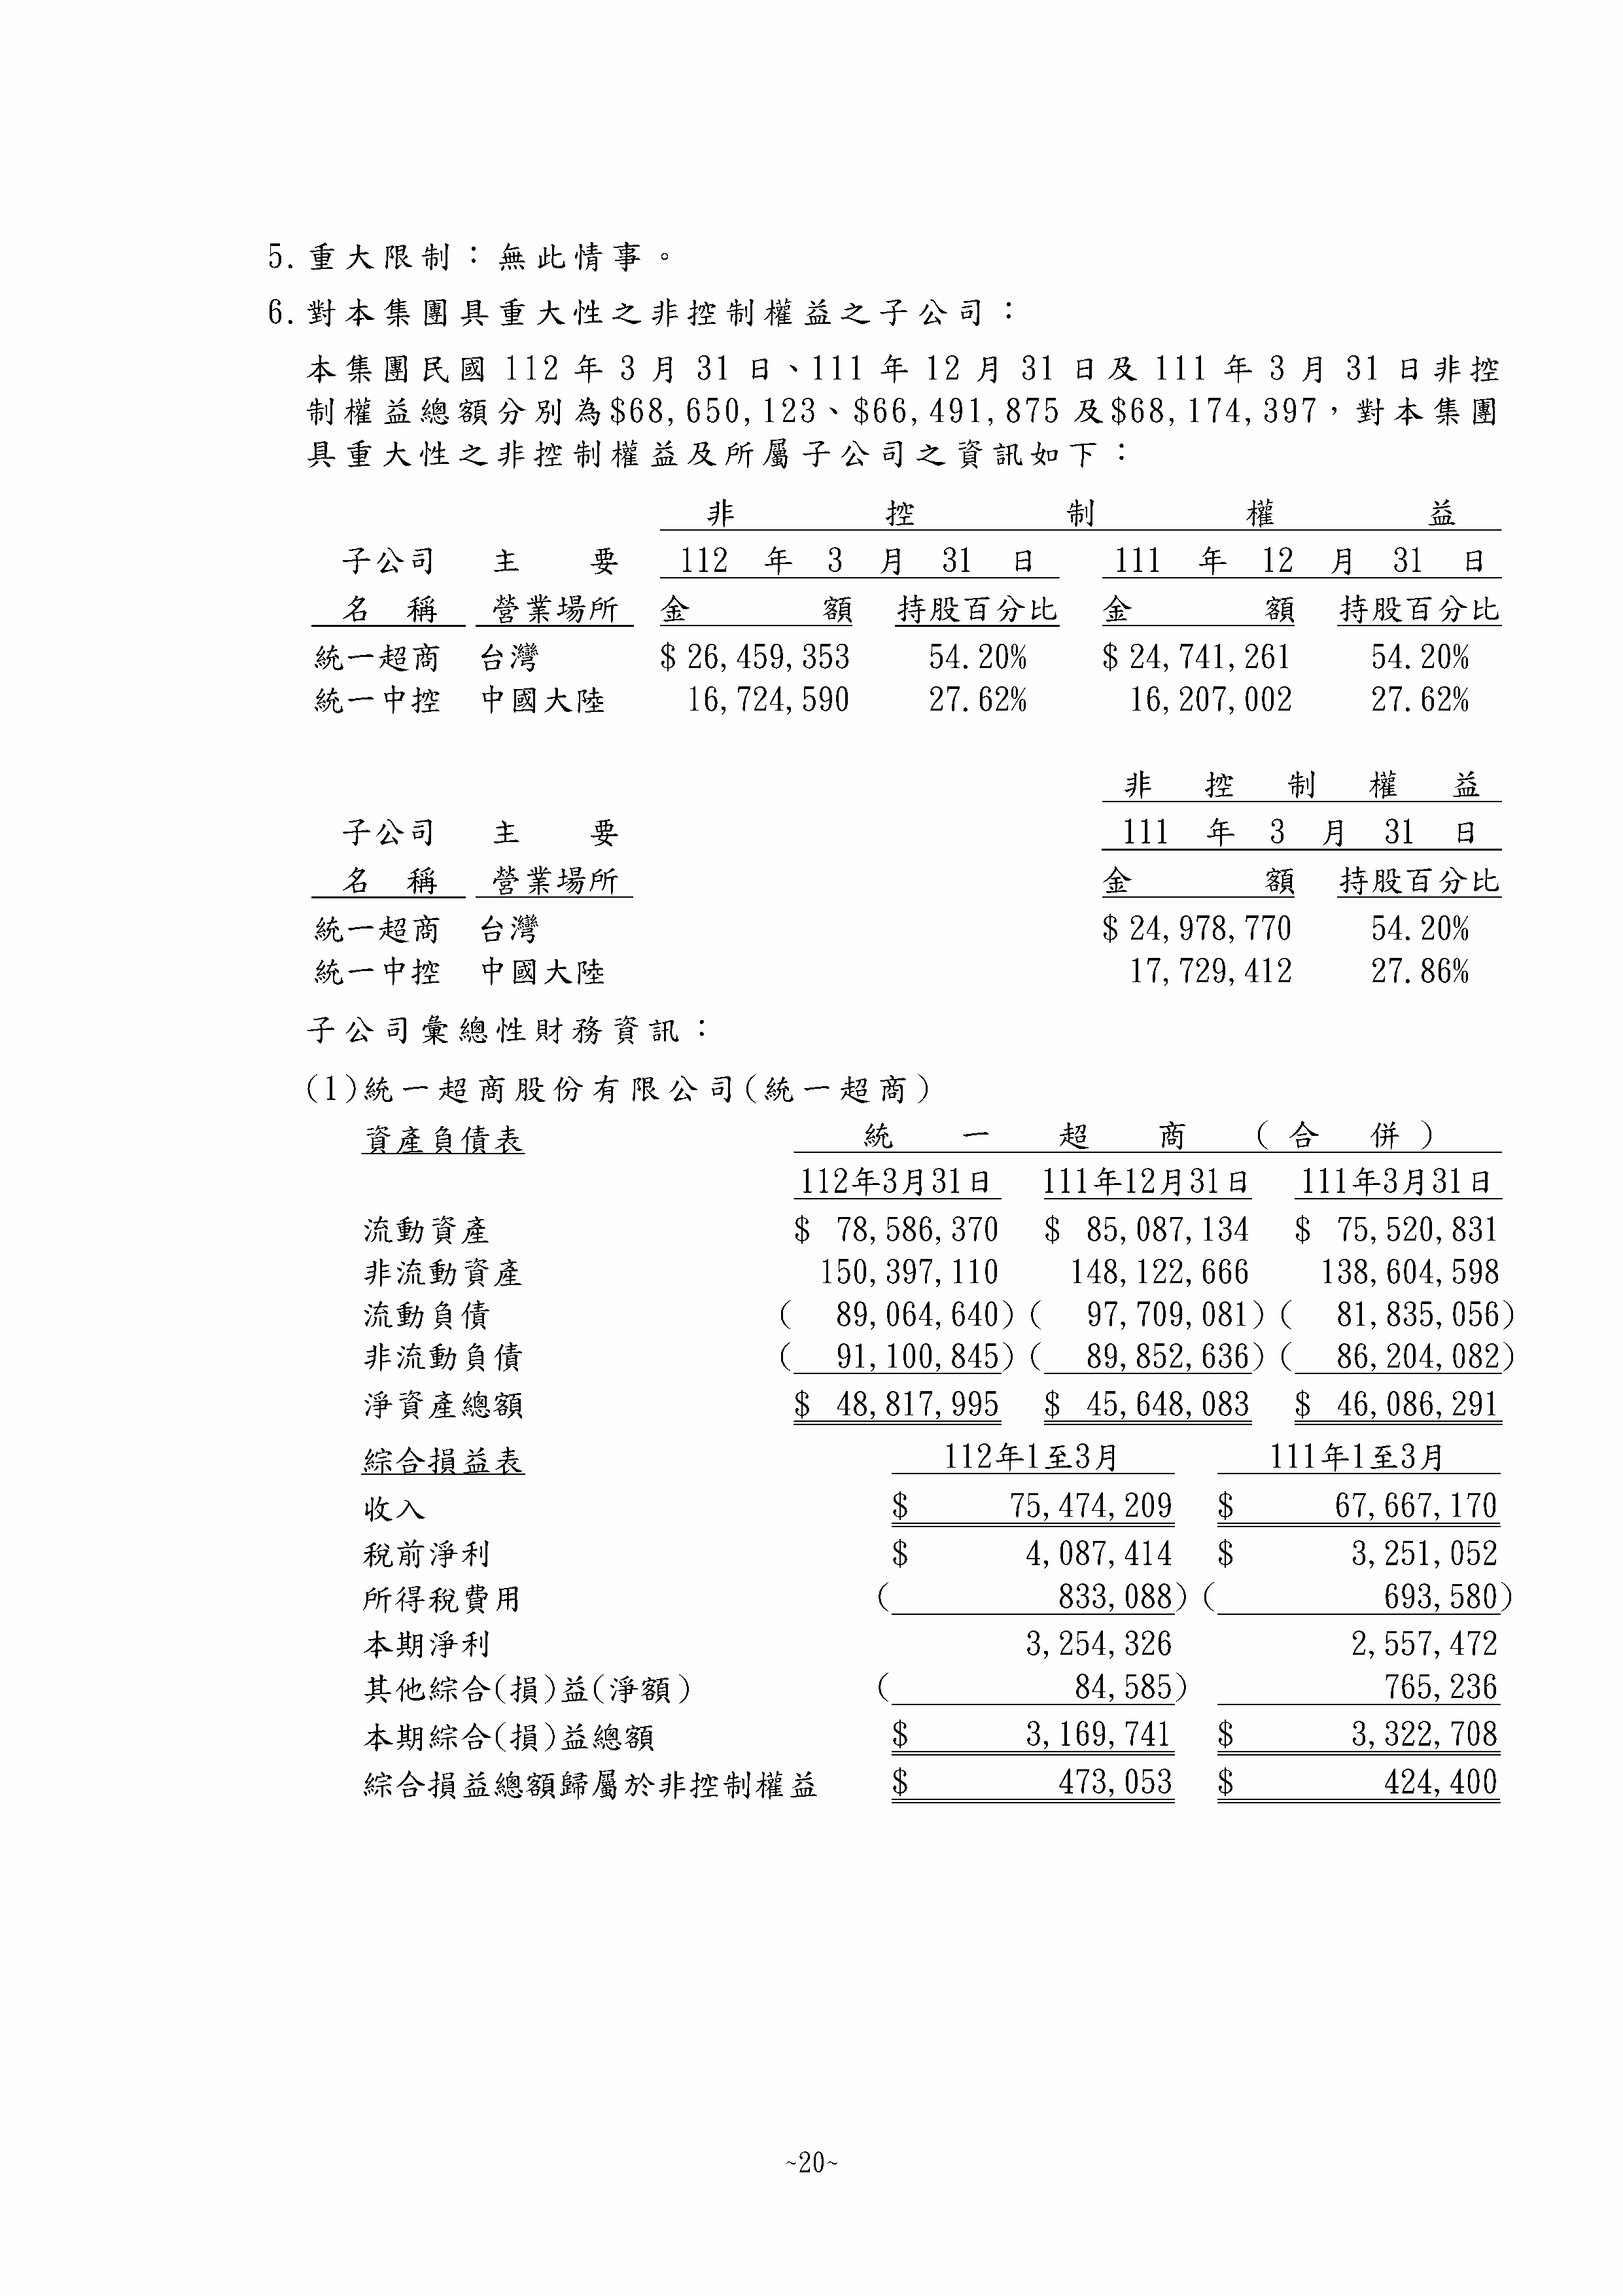 5.重大限制：無此情事。
6.對本集團具重大性之非控制權益之子公司：
本集團民國 112 年 3 月 31 日、111 年 12 月 31 日及 111 年 3 月 31 日非控
制權益總額分別為$68,650,123、$66,491,875 及$68,174,397，對本集團
具重大性之非控制權益及所屬子公司之資訊如下：
非 控 制 權 益
子公司 主 要 112 年 3 月 31 日 111 年 12 月 31 日
名 稱 營業場所 金 額 持股百分比 金 額 持股百分比
統一超商 台灣 $ 26,459,353 54.20% $ 24,741,261 54.20%
統一中控 中國大陸 16,724,590 27.62% 16,207,002 27.62%
非 控 制 權 益
子公司 主 要 111 年 3 月 31 日
名 稱 營業場所 金 額 持股百分比
統一超商 台灣 $ 24,978,770 54.20%
統一中控 中國大陸 17,729,412 27.86%
子公司彙總性財務資訊：
(1)統一超商股份有限公司(統一超商)
資產負債表 統 一 超 商 ( 合 併 )
112年3月31日 111年12月31日 111年3月31日
流動資產 $ 78,586,370 $ 85,087,134 $ 75,520,831
非流動資產 150,397,110 148,122,666 138,604,598
流動負債 ( 89,064,640) ( 97,709,081) ( 81,835,056)
非流動負債 ( 91,100,845) ( 89,852,636) ( 86,204,082)
淨資產總額 $ 48,817,995 $ 45,648,083 $ 46,086,291
綜合損益表 112年1至3月 111年1至3月
收入 $ 75,474,209 $ 67,667,170
稅前淨利 $ 4,087,414 $ 3,251,052
所得稅費用 ( 833,088) ( 693,580)
本期淨利 3,254,326 2,557,472
其他綜合(損)益(淨額) ( 84,585) 765,236
本期綜合(損)益總額 $ 3,169,741 $ 3,322,708
綜合損益總額歸屬於非控制權益 $ 473,053 $ 424,400
~20~